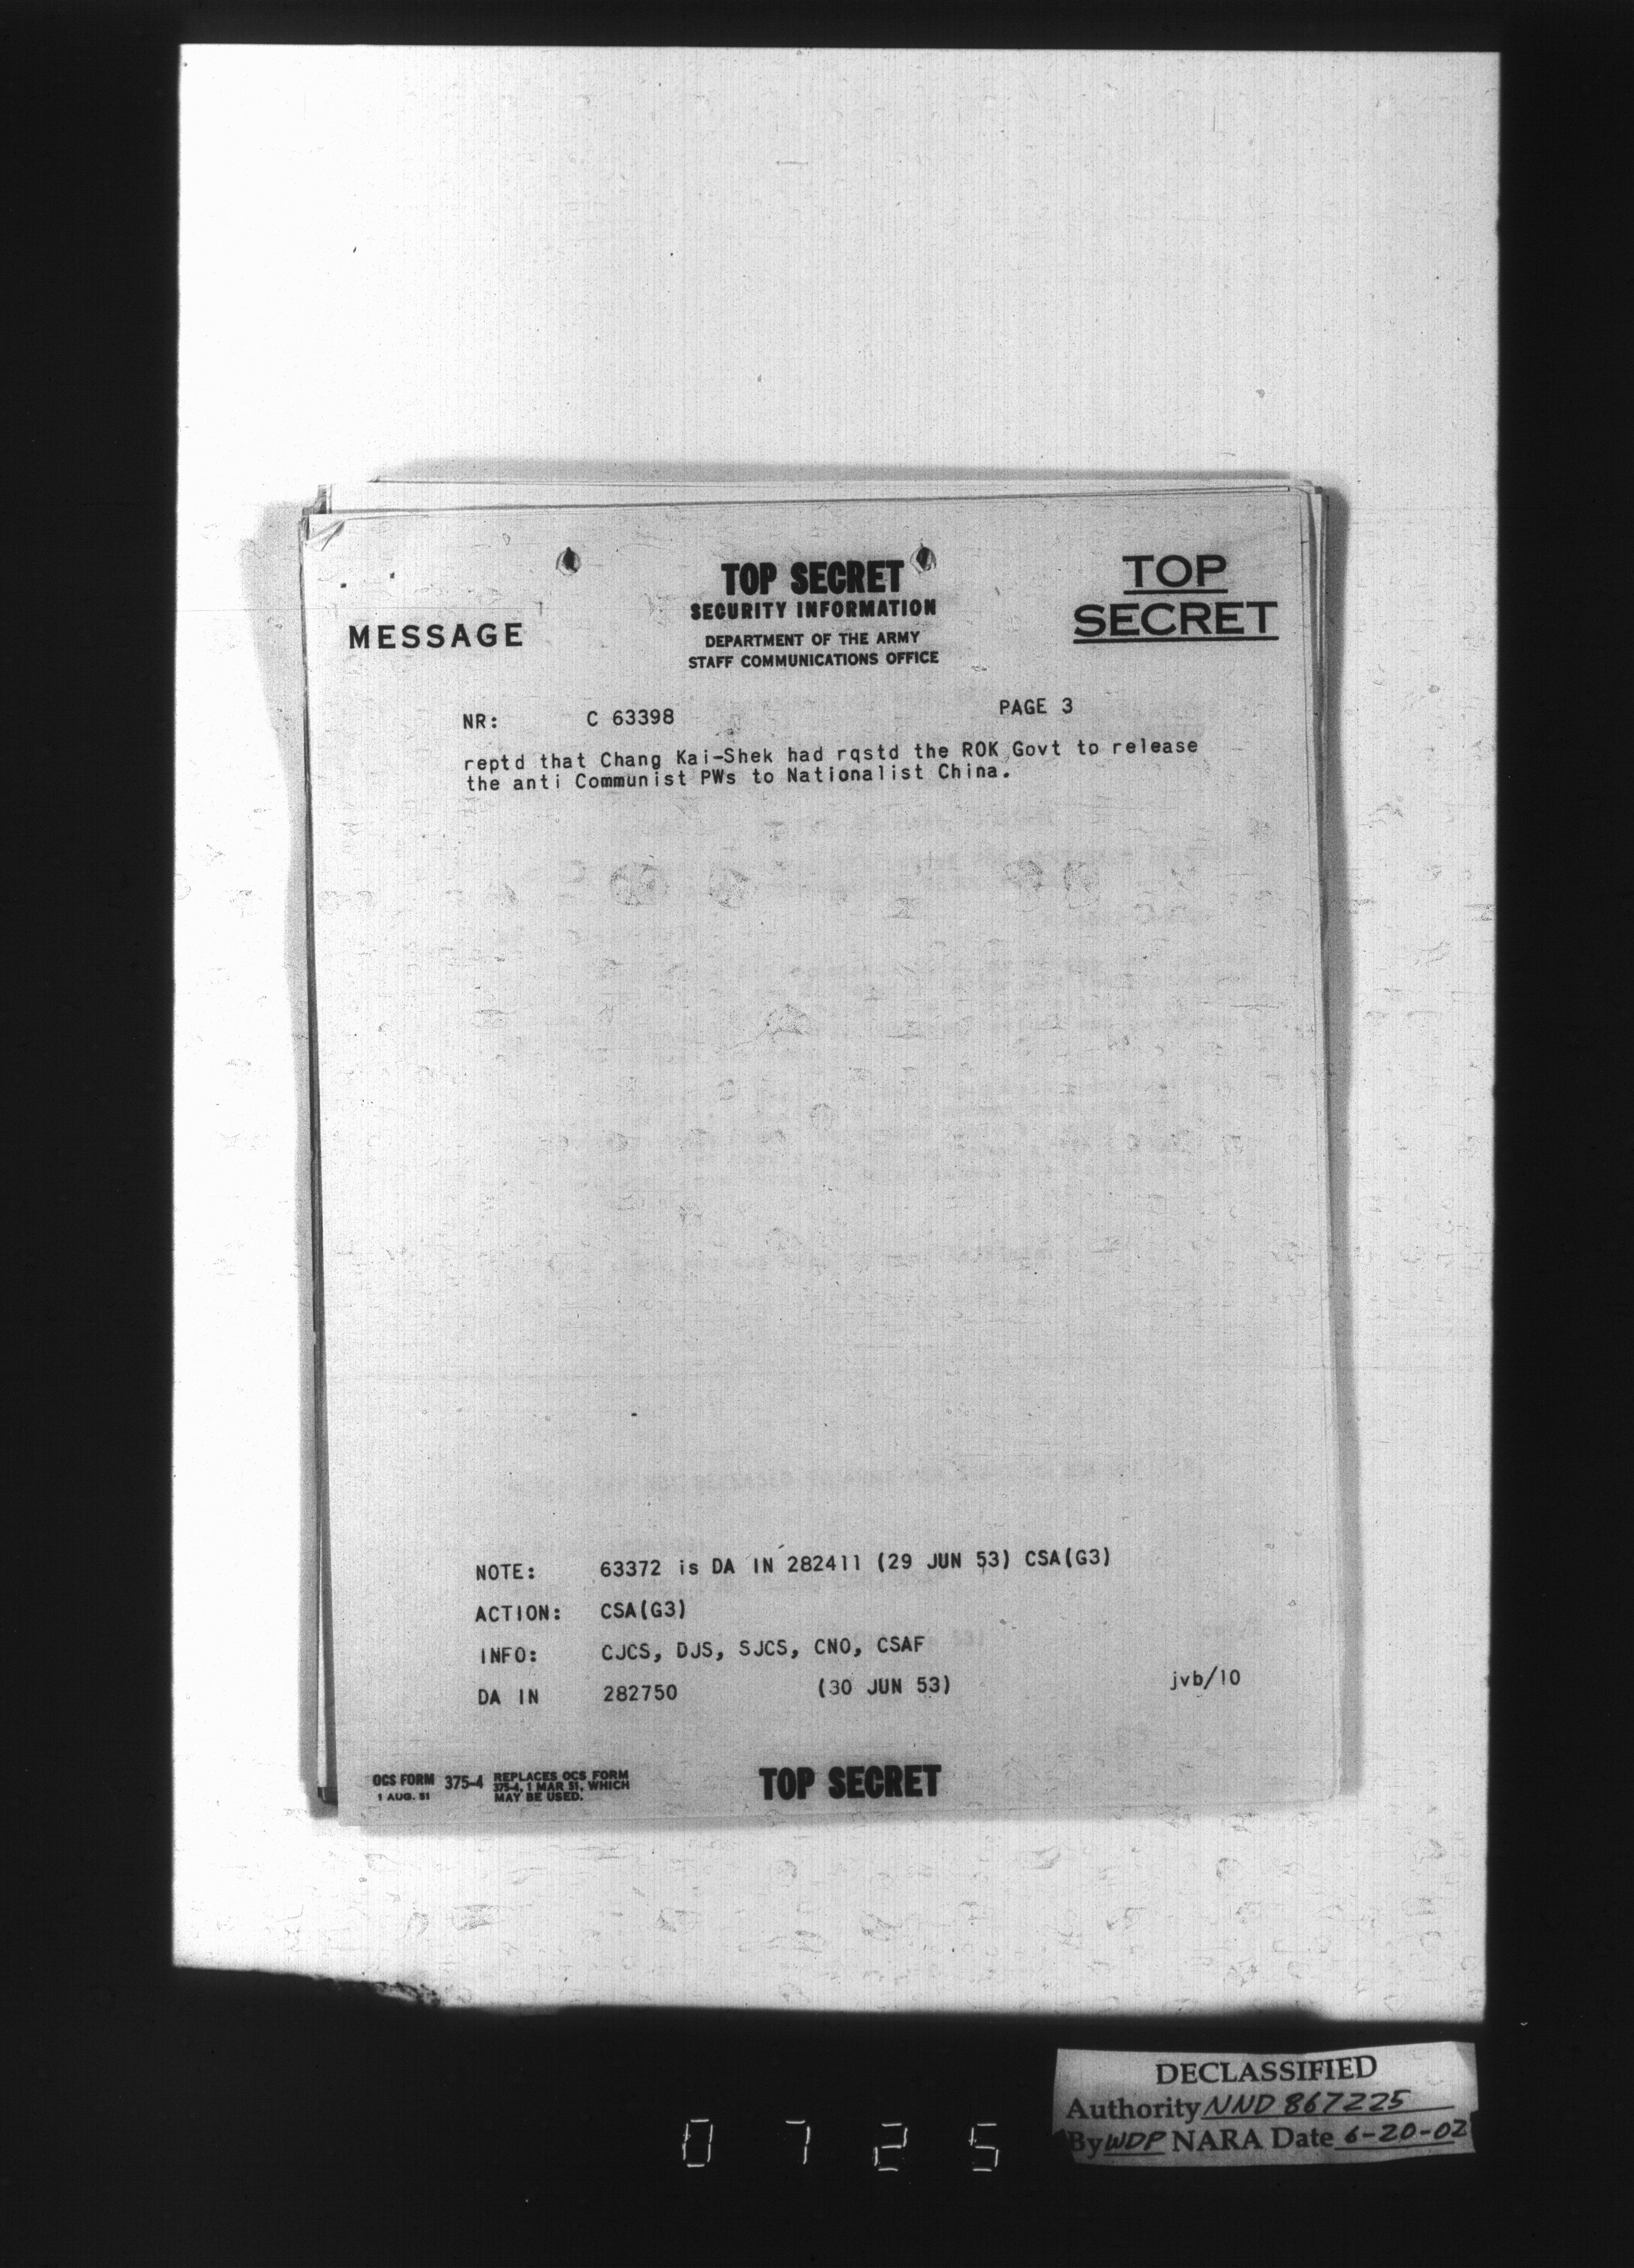 TOP SECRET
SECURITY INFORMATION
DEPARTMENT OF THE ARMY
STAFF COMMUNICATIONS OFFICE
MESSAGE
TOP
SECRET
NR: C 63398 PAGE 3
reptd that Chang Kai-Shek had rqstd the ROK Govt to release
the anti Communist PWs to Nationalist China.
NOTE: 63372 is DA IN 282411 (29 JUN 53) CSA(G3)
ACTION: CSA(G3)
INFO: CJCS, DJS, SJCS, CNO, CSAF
DA IN 282750 (30 JUN 53) jvb/10
OCS FORM 375-4 REPLACES OCS FORM
1 AUG. 51 375-4, 1 MAR 51, WHICH
MAY BE USED.
TOP SECRET
DECLASSIFIED
Authority NND 867225
By WDP NARA Date 6-20-02
0725